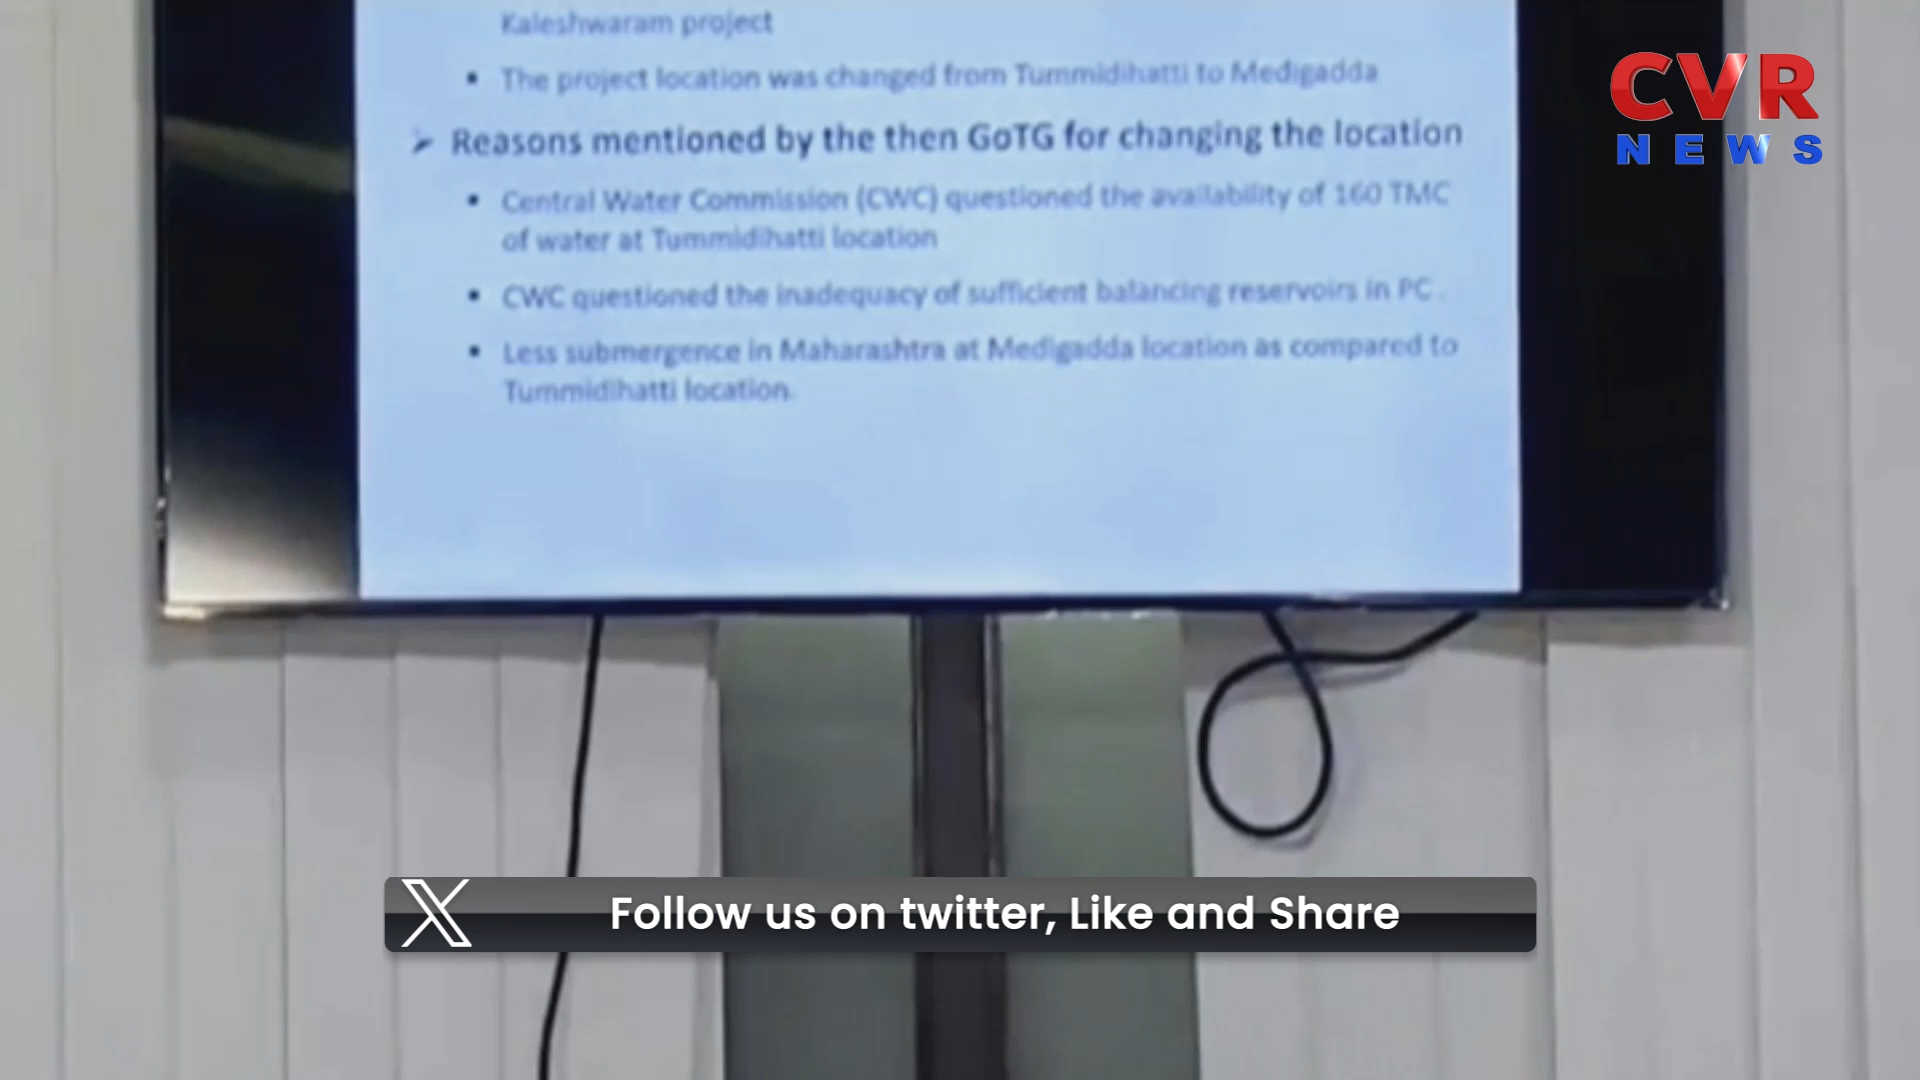 Kaleshwaram project
• The project location was changed from Tummidihatti to Medigadda
➢ Reasons mentioned by the then GoTG for changing the location
• Central Water Commission (CWC) questioned the availability of 160 TMC
of water at Tummidihatti location
• CWC questioned the inadequacy of sufficient balancing reservoirs in PC .
• Less submergence in Maharashtra at Medigadda location as compared to
Tummidihatti location.
CVR
NEWS
X Follow us on twitter, Like and Share